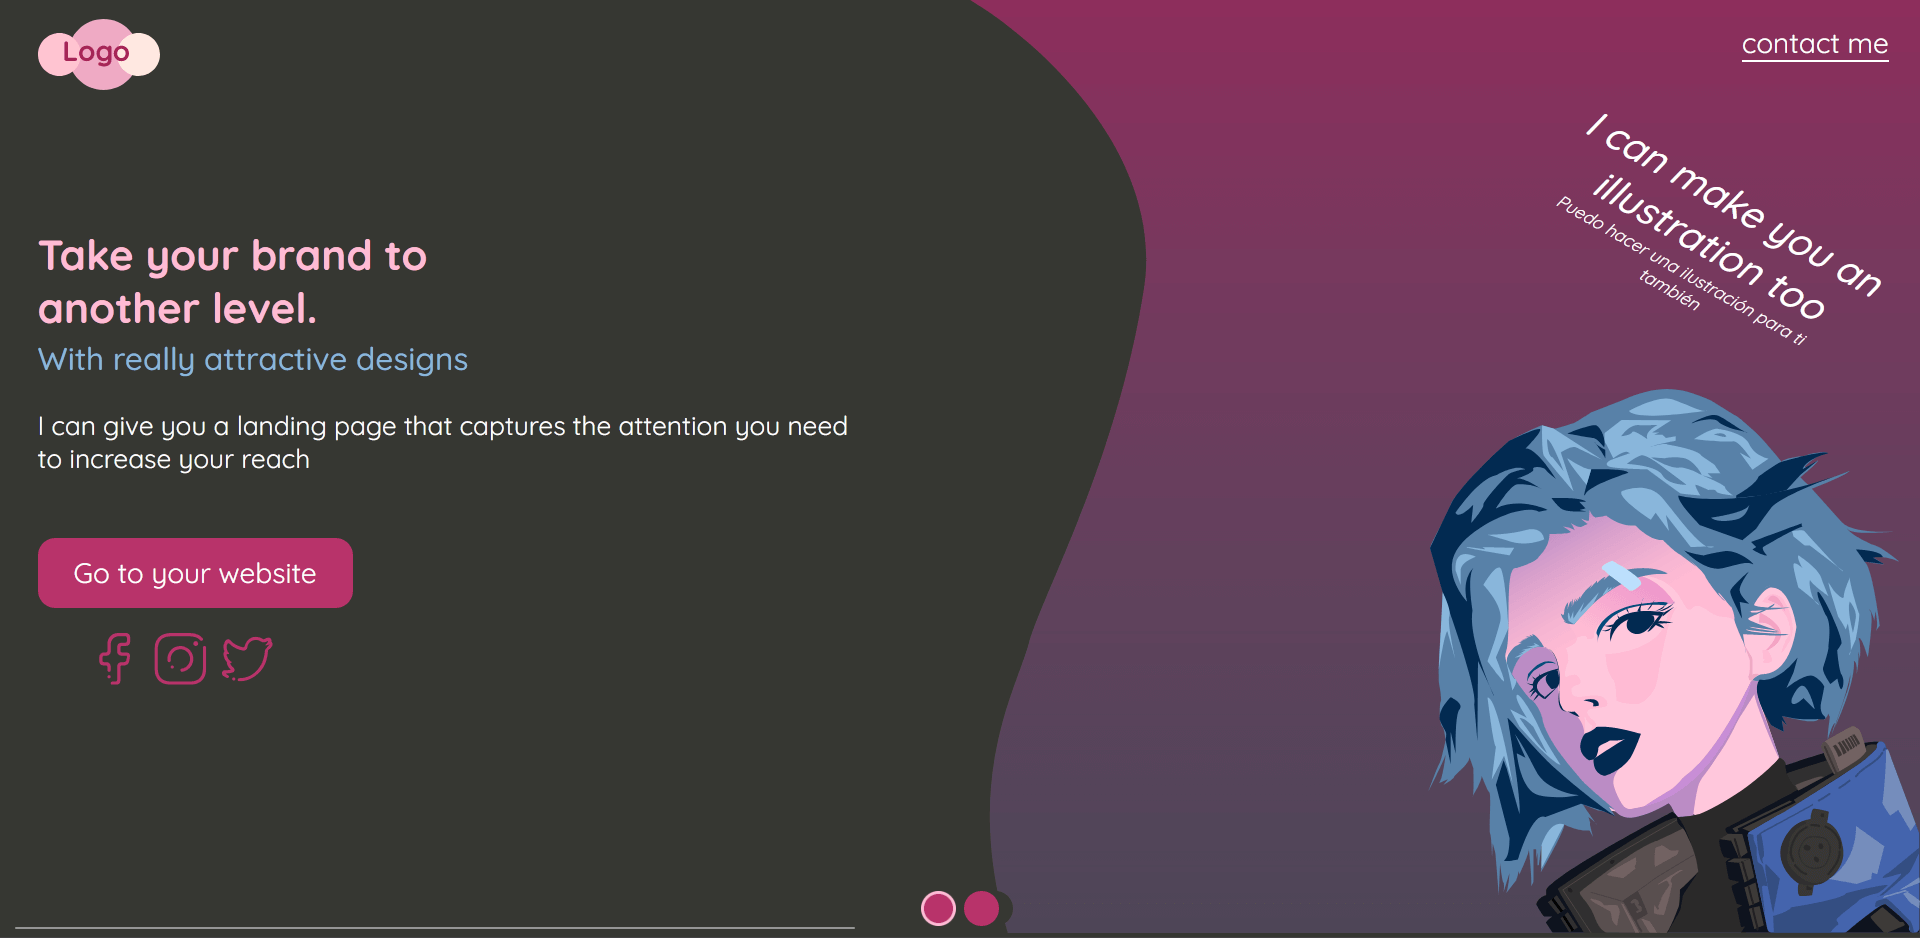 Logo
contact me
I can make you an
illustration too
Puedo hacer una ilustración para ti
también
Take your brand to
another level.
With really attractive designs
I can give you a landing page that captures the attention you need
to increase your reach
Go to your website